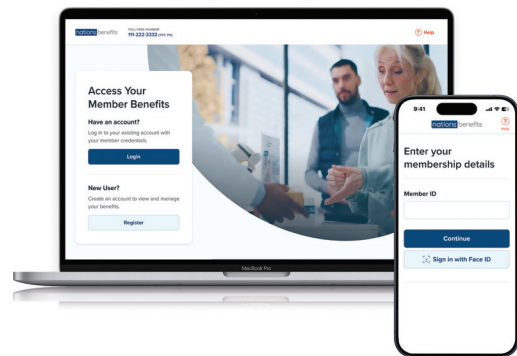 nations benefits
TOLL-FREE NUMBER
111-222-3333 (TTY: 711)
Help
Access Your
Member Benefits
Have an account?
Log in to your existing account with
your member credentials.
Login
New User?
Create an account to view and manage
your benefits.
Register
MacBook Pro
9:41
nations benefits
Help
Enter your
membership details
Member ID
Continue
Sign in with Face ID